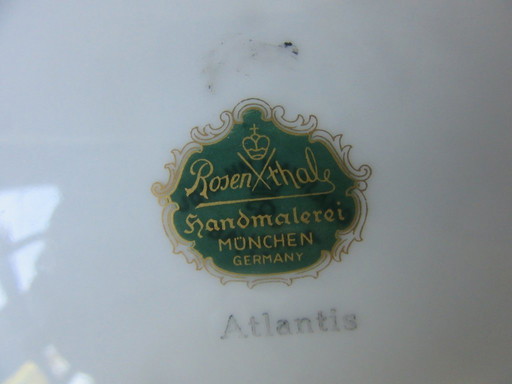 Rosenthal
Handmalerei
MÜNCHEN
GERMANY
Atlantis